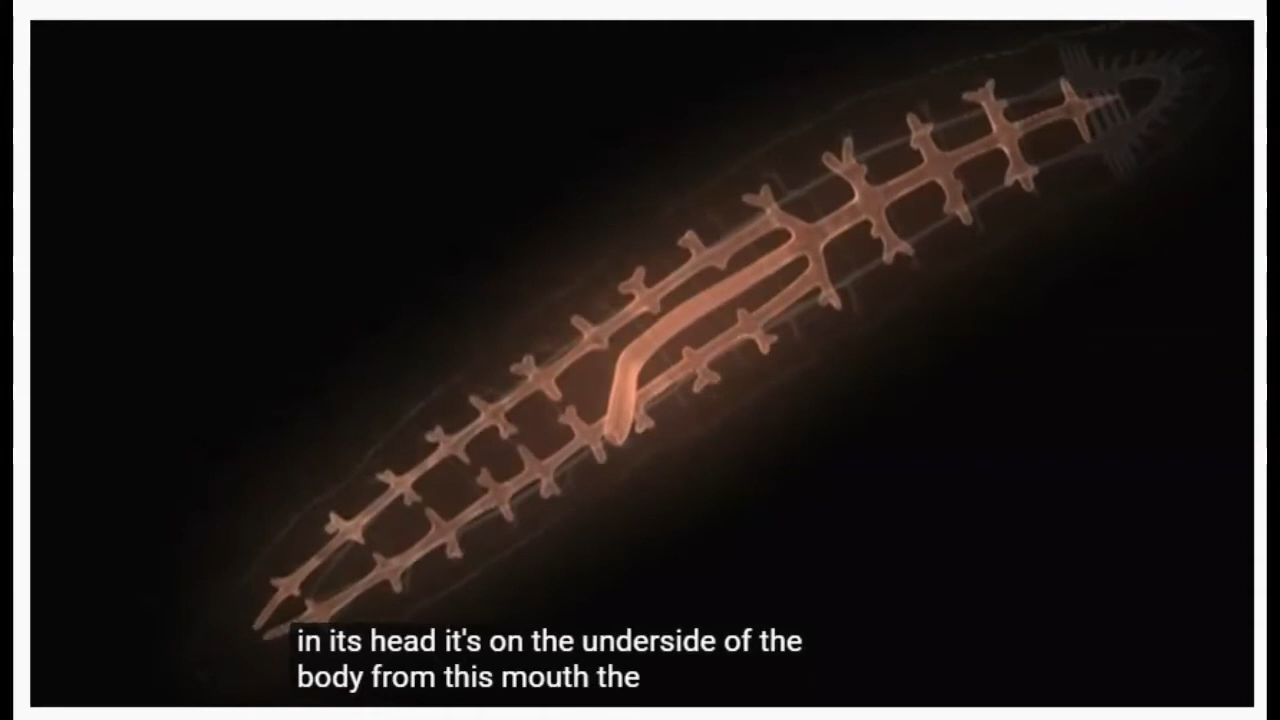 in its head it's on the underside of the
body from this mouth the